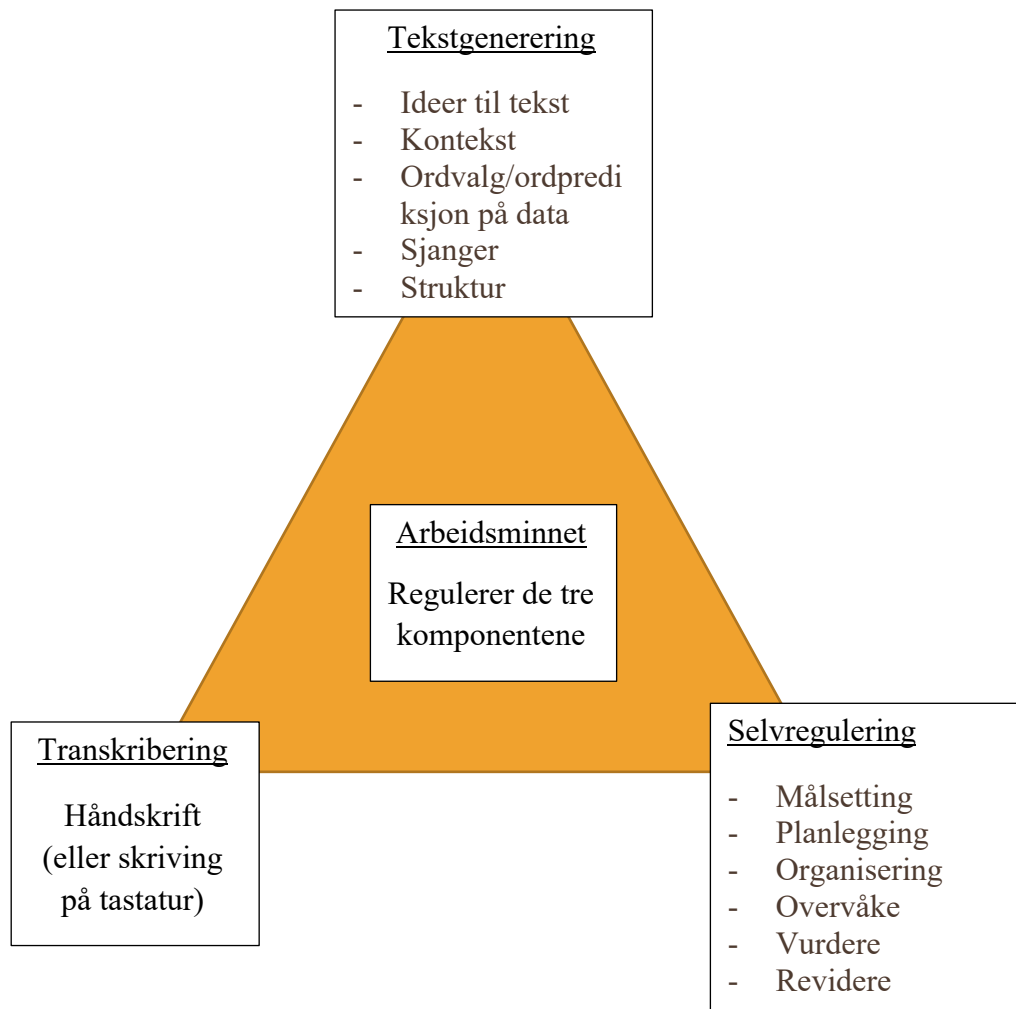 Tekstgenerering
- Ideer til tekst
- Kontekst
- Ordvalg/ordpredi
ksjon på data
- Sjanger
- Struktur
Arbeidsminnet
Regulerer de tre
komponentene
Transkribering
Håndskrift
(eller skriving
på tastatur)
Selvregulering
- Målsetting
- Planlegging
- Organisering
- Overvåke
- Vurdere
- Revidere